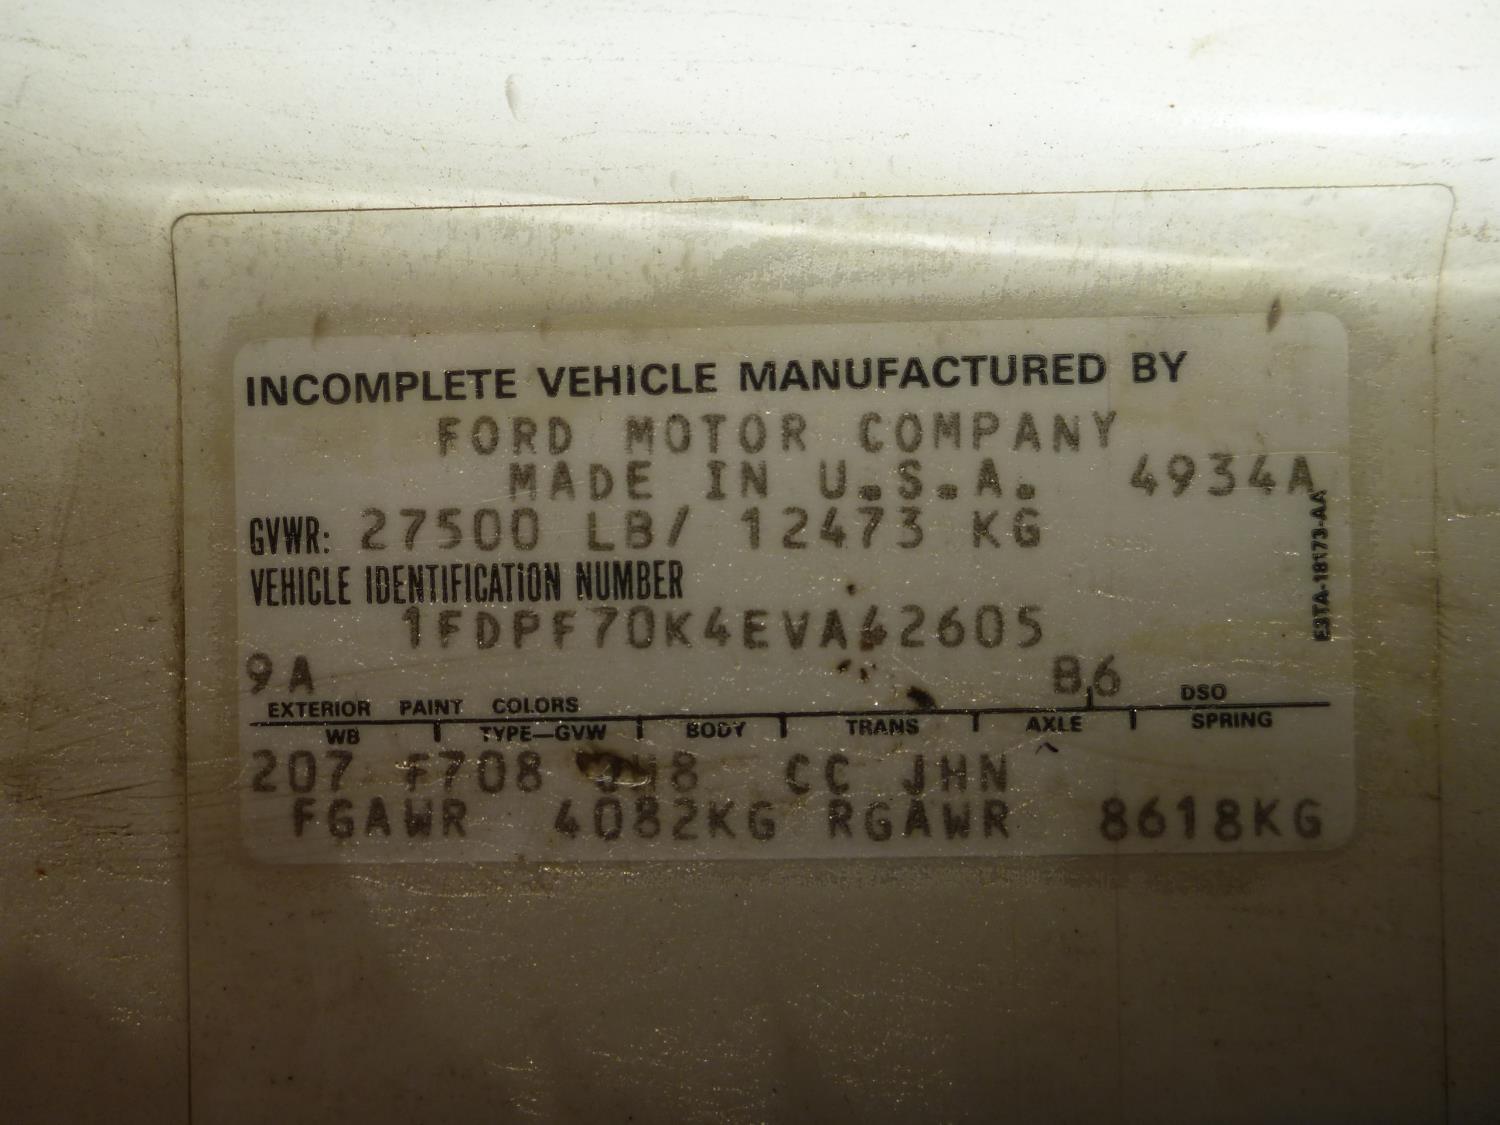 INCOMPLETE VEHICLE MANUFACTURED BY
FORD MOTOR COMPANY
MADE IN U.S.A. 4934A
GVWR: 27500 LB/ 12473 KG
VEHICLE IDENTIFICATION NUMBER
1FDPF70K4EVA42605
E3TA-18173-AA
9A B6
EXTERIOR PAINT COLORS DSO
WB TYPE—GVW BODY TRANS AXLE SPRING
207 F708 CC JHN
FGAWR 4082KG RGAWR 8618KG